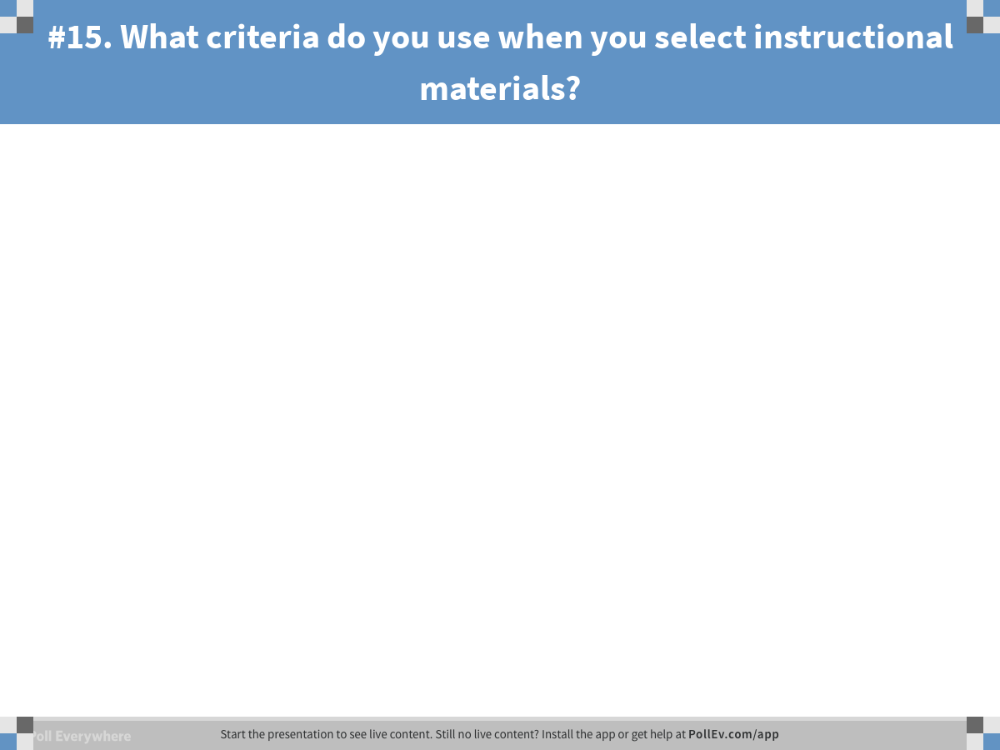 #15. What criteria do you use when you select instructional
materials?
Poll Everywhere
Start the presentation to see live content. Still no live content? Install the app or get help at PollEv.com/app